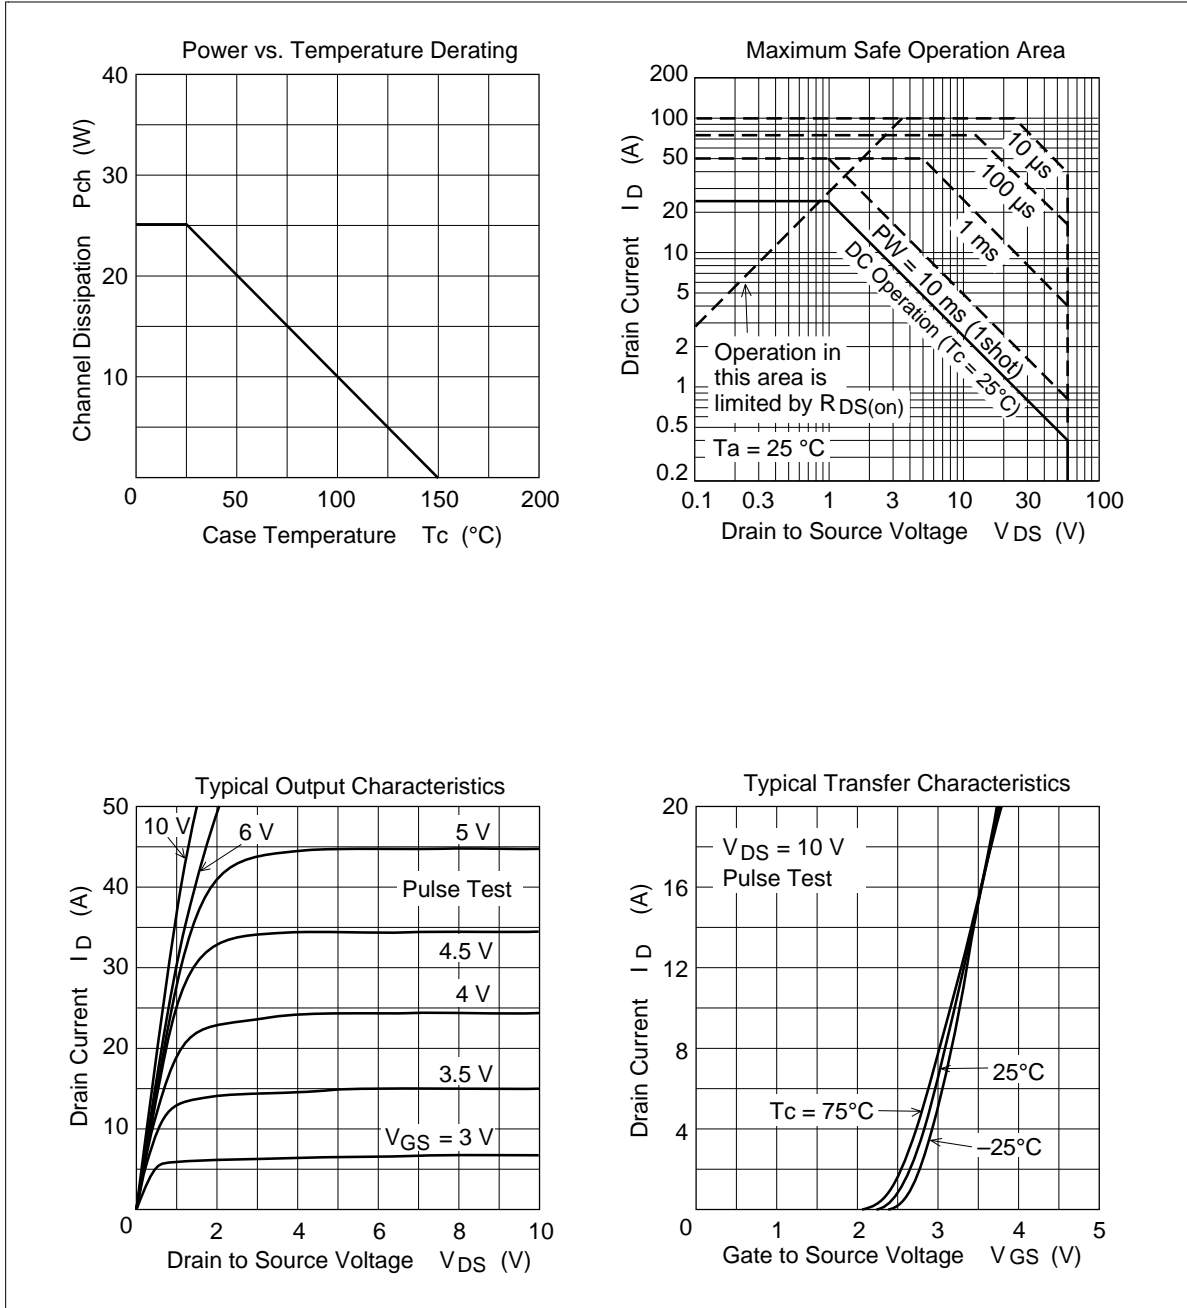 Power vs. Temperature Derating
Channel Dissipation Pch (W)
40
30
20
10
0
50
100
150
200
Case Temperature Tc (°C)
Maximum Safe Operation Area
Drain Current I D (A)
200
100
50
20
10
5
2
1
0.5
0.2
10 µs
100 µs
1 ms
PW = 10 ms (1shot)
DC Operation (Tc = 25°C)
Operation in
this area is
limited by R DS(on)
Ta = 25 °C
0.1
0.3
1
3
10
30
100
Drain to Source Voltage V DS (V)
Typical Output Characteristics
Drain Current I D (A)
50
40
30
20
10
0
10 V
6 V
5 V
Pulse Test
4.5 V
4 V
3.5 V
V GS = 3 V
2
4
6
8
10
Drain to Source Voltage V DS (V)
Typical Transfer Characteristics
Drain Current I D (A)
20
16
12
8
4
V DS = 10 V
Pulse Test
25°C
Tc = 75°C
–25°C
0
1
2
3
4
5
Gate to Source Voltage V GS (V)